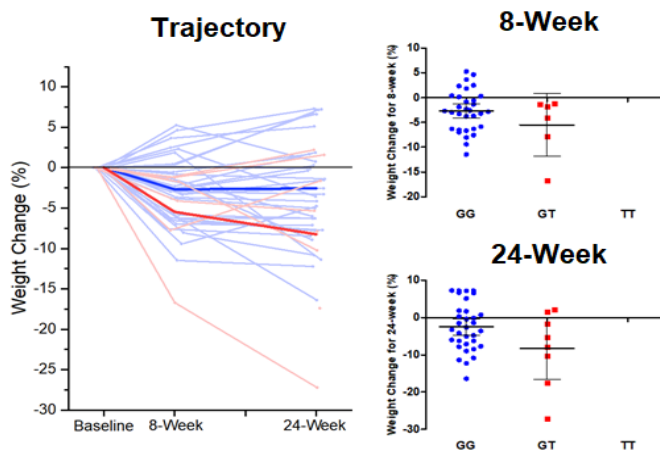 Trajectory
Weight Change (%)
10
5
0
-5
-10
-15
-20
-25
-30
Baseline
8-Week
24-Week
8-Week
Weight Change for 8-week (%)
10
5
0
-5
-10
-15
-20
GG
GT
TT
24-Week
Weight Change for 24-week (%)
10
0
-10
-20
-30
GG
GT
TT